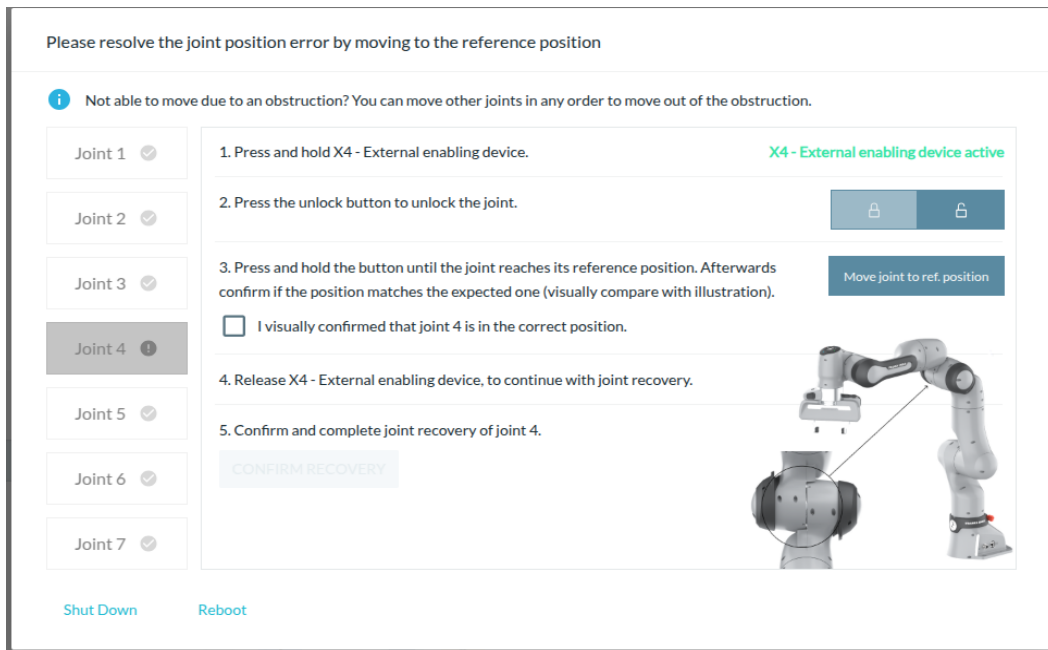 Please resolve the joint position error by moving to the reference position
Not able to move due to an obstruction? You can move other joints in any order to move out of the obstruction.
Joint 1
Joint 2
Joint 3
Joint 4
Joint 5
Joint 6
Joint 7
1. Press and hold X4 - External enabling device.
X4 - External enabling device active
2. Press the unlock button to unlock the joint.
3. Press and hold the button until the joint reaches its reference position. Afterwards
confirm if the position matches the expected one (visually compare with illustration).
Move joint to ref. position
I visually confirmed that joint 4 is in the correct position.
4. Release X4 - External enabling device, to continue with joint recovery.
5. Confirm and complete joint recovery of joint 4.
CONFIRM RECOVERY
Shut Down
Reboot